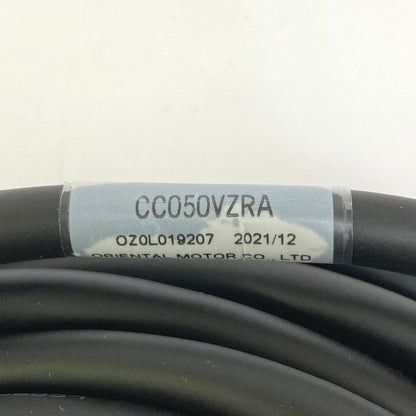 CC050VZRA
OZ0L019207 2021/12
ORIENTAL MOTOR CO., LTD